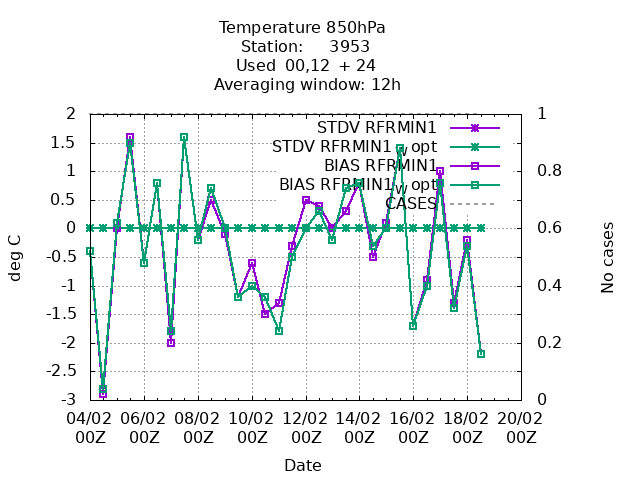 Temperature 850hPa
Station: 3953
Used 00,12 + 24
Averaging window: 12h
STDV RFRMIN1
STDV RFRMIN1_v_opt
BIAS RFRMIN1
BIAS RFRMIN1_v_opt
CASES
deg C
2
1.5
1
0.5
0
-0.5
-1
-1.5
-2
-2.5
-3
1
0.8
0.6
0.4
0.2
0
No cases
04/02 06/02 08/02 10/02 12/02 14/02 16/02 18/02 20/02
00Z 00Z 00Z 00Z 00Z 00Z 00Z 00Z 00Z
Date